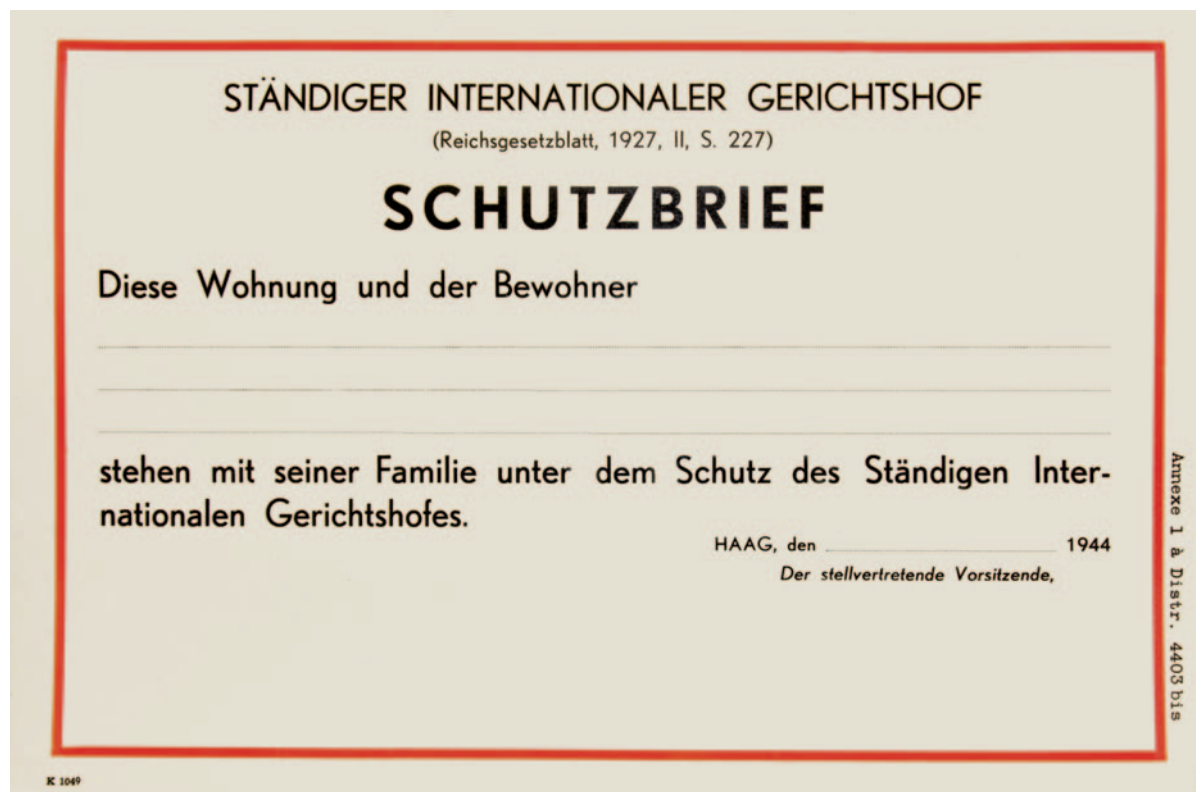 STÄNDIGER INTERNATIONALER GERICHTSHOF
(Reichsgesetzblatt, 1927, II, S. 227)
SCHUTZBRIEF
Diese Wohnung und der Bewohner
stehen mit seiner Familie unter dem Schutz des Ständigen Inter-
nationalen Gerichtshofes.
HAAG, den 1944
Der stellvertretende Vorsitzende,
Annexe 1 à Distr. 4403 bis
K 1049